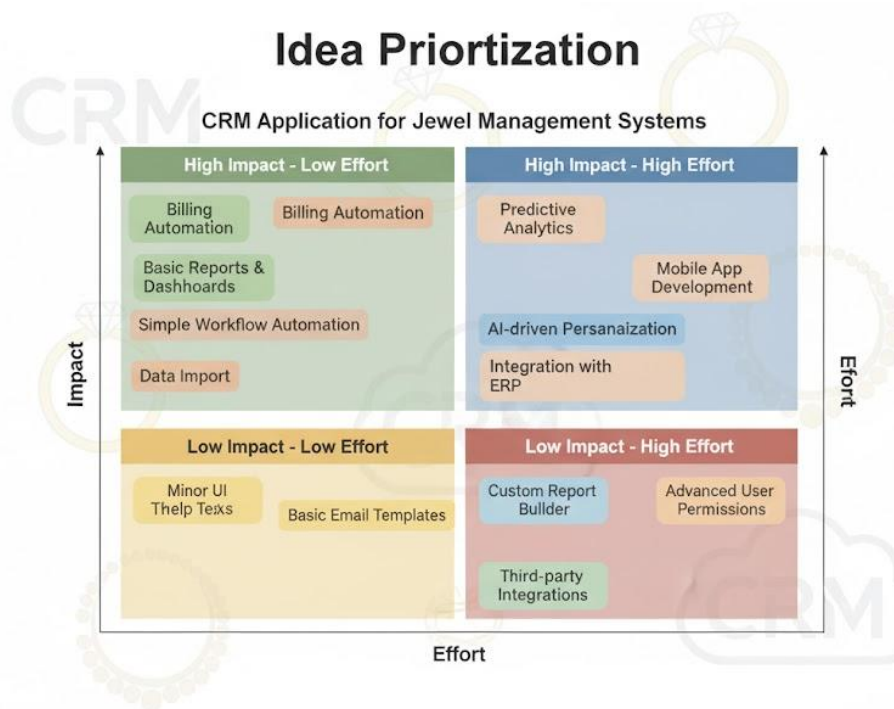 Idea Priortization
CRM
CRM Application for Jewel Management Systems
High Impact - Low Effort
Billing
Automation
Billing Automation
Basic Reports &
Dashhoards
Simple Workflow Automation
Data Import
High Impact - High Effort
Predictive
Analytics
Mobile App
Development
AI-driven Persanaization
Integration with
ERP
Impact
Effort
Low Impact - Low Effort
Minor UI
Thelp Texs
Basic Email Templates
Low Impact - High Effort
Custom Report
Builder
Advanced User
Permissions
Third-party
Integrations
CRM
CRM
Effort